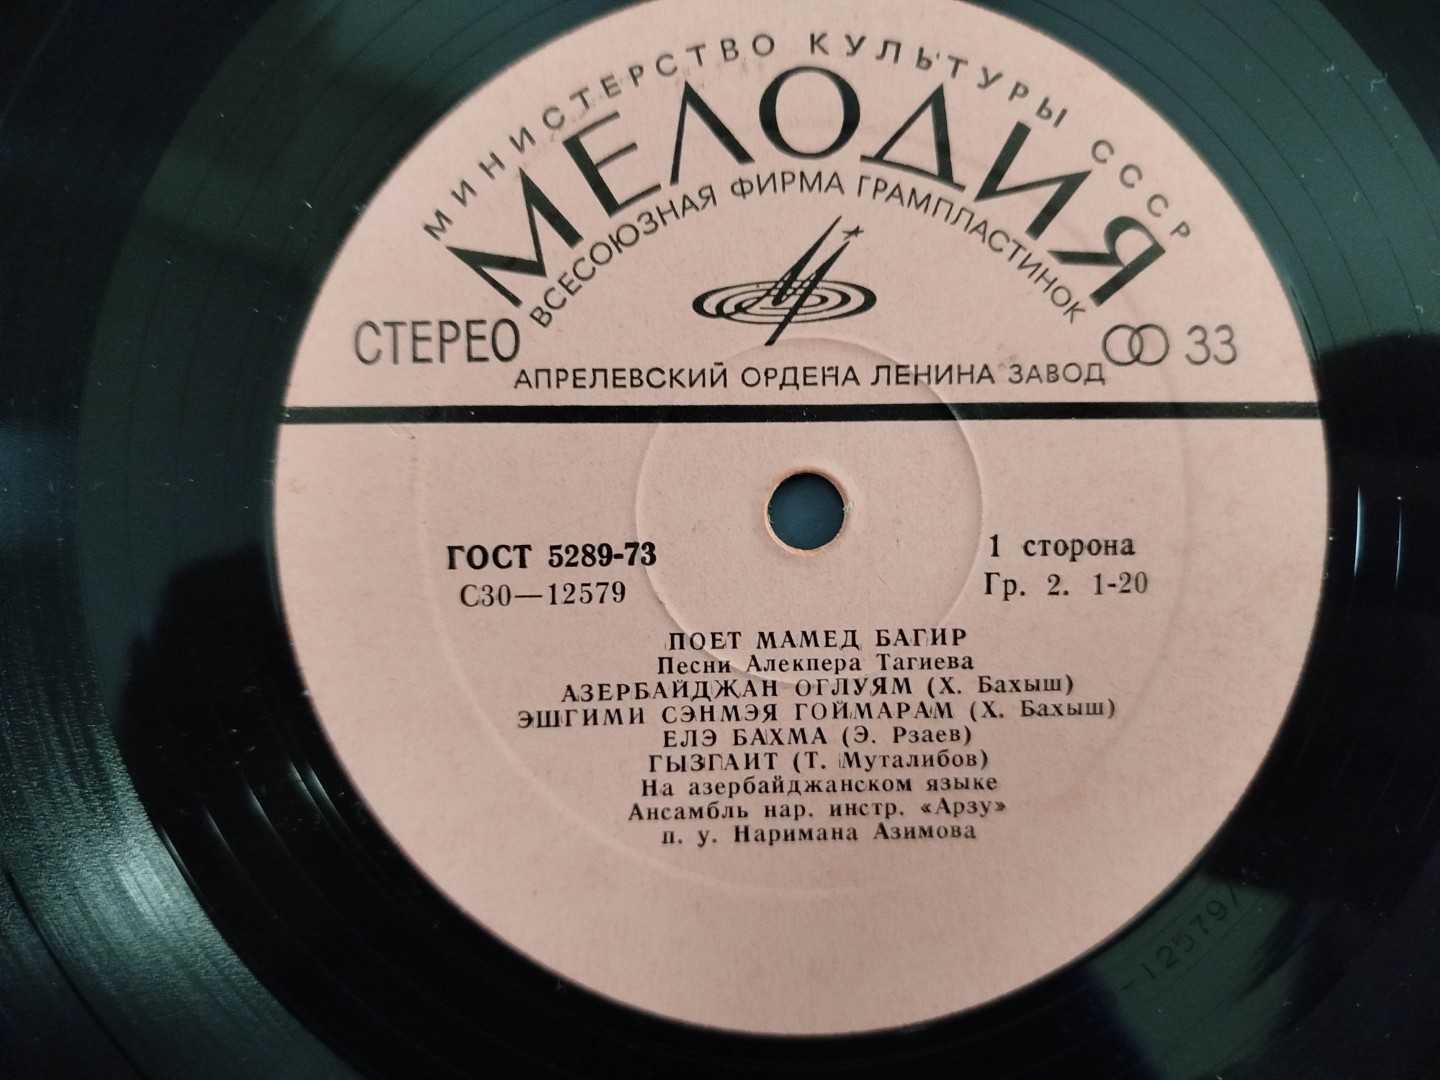 МИНИСТЕРСТВО КУЛЬТУРЫ СССР
МЕЛОДИЯ
ВСЕСОЮЗНАЯ ФИРМА ГРАМПЛАСТИНОК
СТЕРЕО
33
АПРЕЛЕВСКИЙ ОРДЕНА ЛЕНИНА ЗАВОД
ГОСТ 5289-73
С30—12579
1 сторона
Гр. 2. 1-20
ПОЕТ МАМЕД БАГИР
Песни Алекпера Тагиева
АЗЕРБАЙДЖАН ОГЛУЯМ (Х. Бахыш)
ЭШГИМИ СЭНМЭЯ ГОЙМАРАМ (Х. Бахыш)
ЕЛЭ БАХМА (Э. Рзаев)
ГЫЗГАИТ (Т. Муталибов)
На азербайджанском языке
Ансамбль нар. инстр. «Арзу»
п. у. Наримана Азимова
-12579/